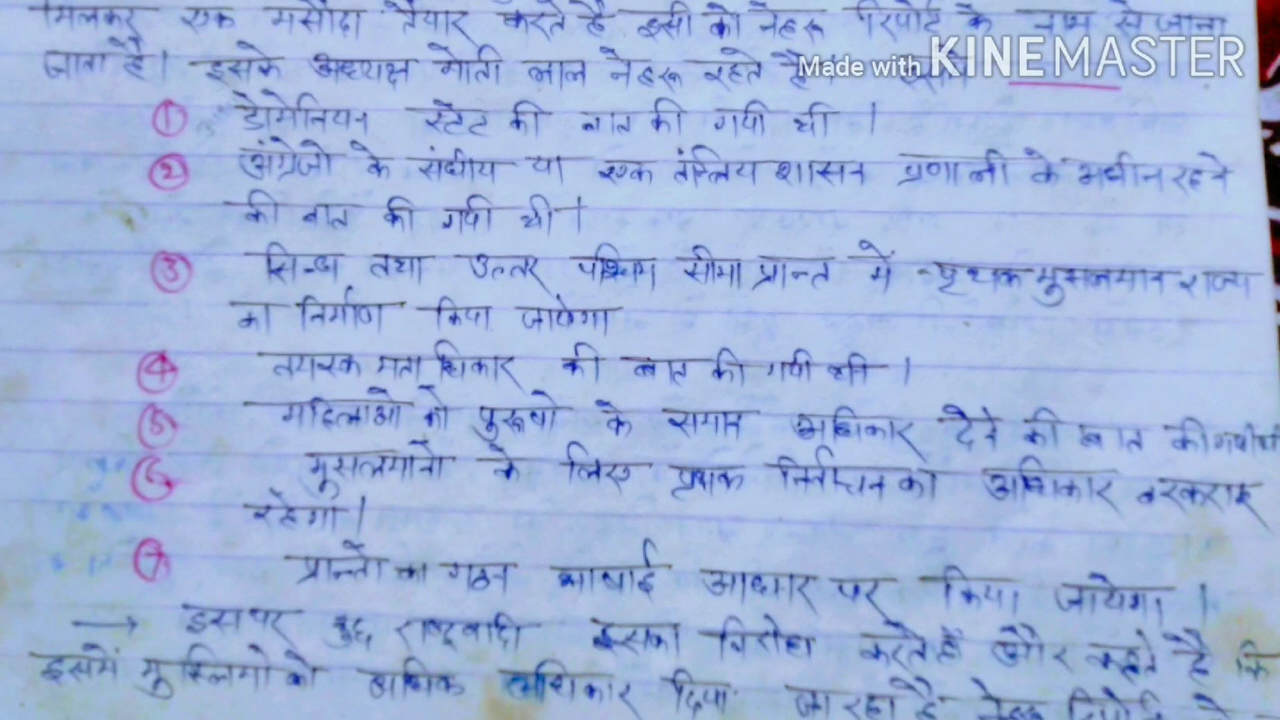 मिलकर एक मसौदा तैयार करते है इसी को नेहरू रिपोर्ट के नाम से जाना
जाता है। इसके अध्यक्ष मोती लाल नेहरू रहते है
Made with KINEMASTER
① डोमेनियन स्टेट की बात की गयी थी ।
② अंग्रेजो के संघीय या एक तंत्रिय शासन प्रणाली के अधीन रहने
की बात की गयी थी ।
③ सिन्ध तथा उत्तर पश्चिम सीमा प्रान्त में पृथक मुसलमान राज्य
का निर्माण किया जायेगा
④ वयस्क मताधिकार की बात की गयी थी ।
⑤ महिलाओ को पुरूषो के समान अधिकार देने की बात की गयी थी
⑥ मुसलमानो के लिए पृथक निर्वाचन का अधिकार बरकरार
रहेगा।
⑦ प्रान्तो का गठन भाषाई आधार पर किया जायेगा ।
→ इसपर कुछ राष्ट्रवादी इसका विरोध करते है और कहते है कि
इसमें मुस्लिमो को अधिक अधिकार दिया जा रहा है नेहरू रिपोर्ट